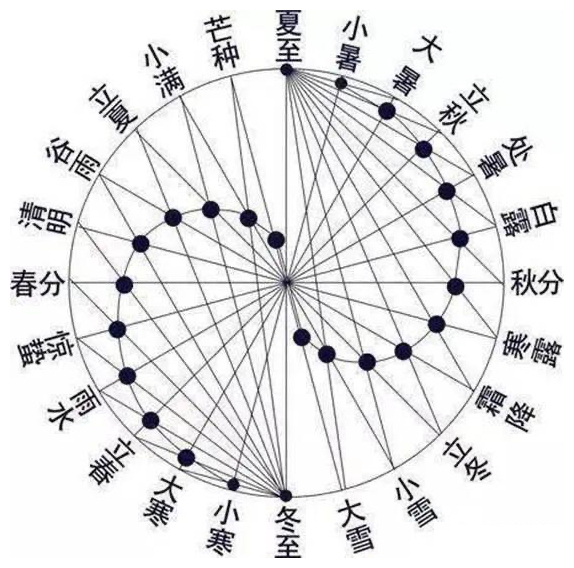 夏至
小暑
大暑
立秋
处暑
白露
秋分
寒露
霜降
立冬
小雪
大雪
冬至
小寒
大寒
立春
雨水
惊蛰
春分
清明
谷雨
立夏
小满
芒种